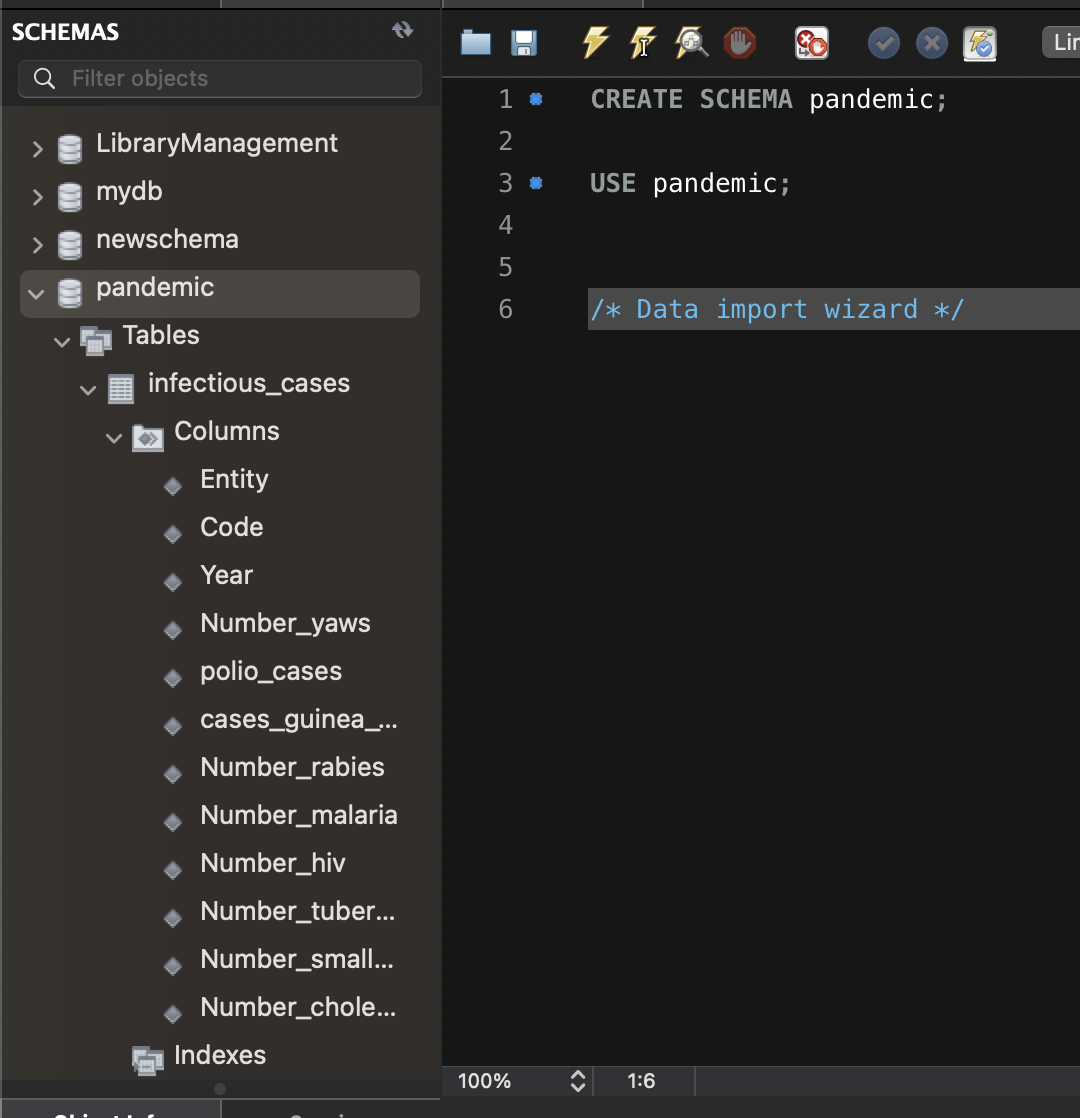 SCHEMAS
Filter objects
LibraryManagement
mydb
newschema
pandemic
Tables
infectious_cases
Columns
Entity
Code
Year
Number_yaws
polio_cases
cases_guinea_...
Number_rabies
Number_malaria
Number_hiv
Number_tuber...
Number_small...
Number_chole...
Indexes
1 CREATE SCHEMA pandemic;
2
3 USE pandemic;
4
5
6 /* Data import wizard */
100% 1:6